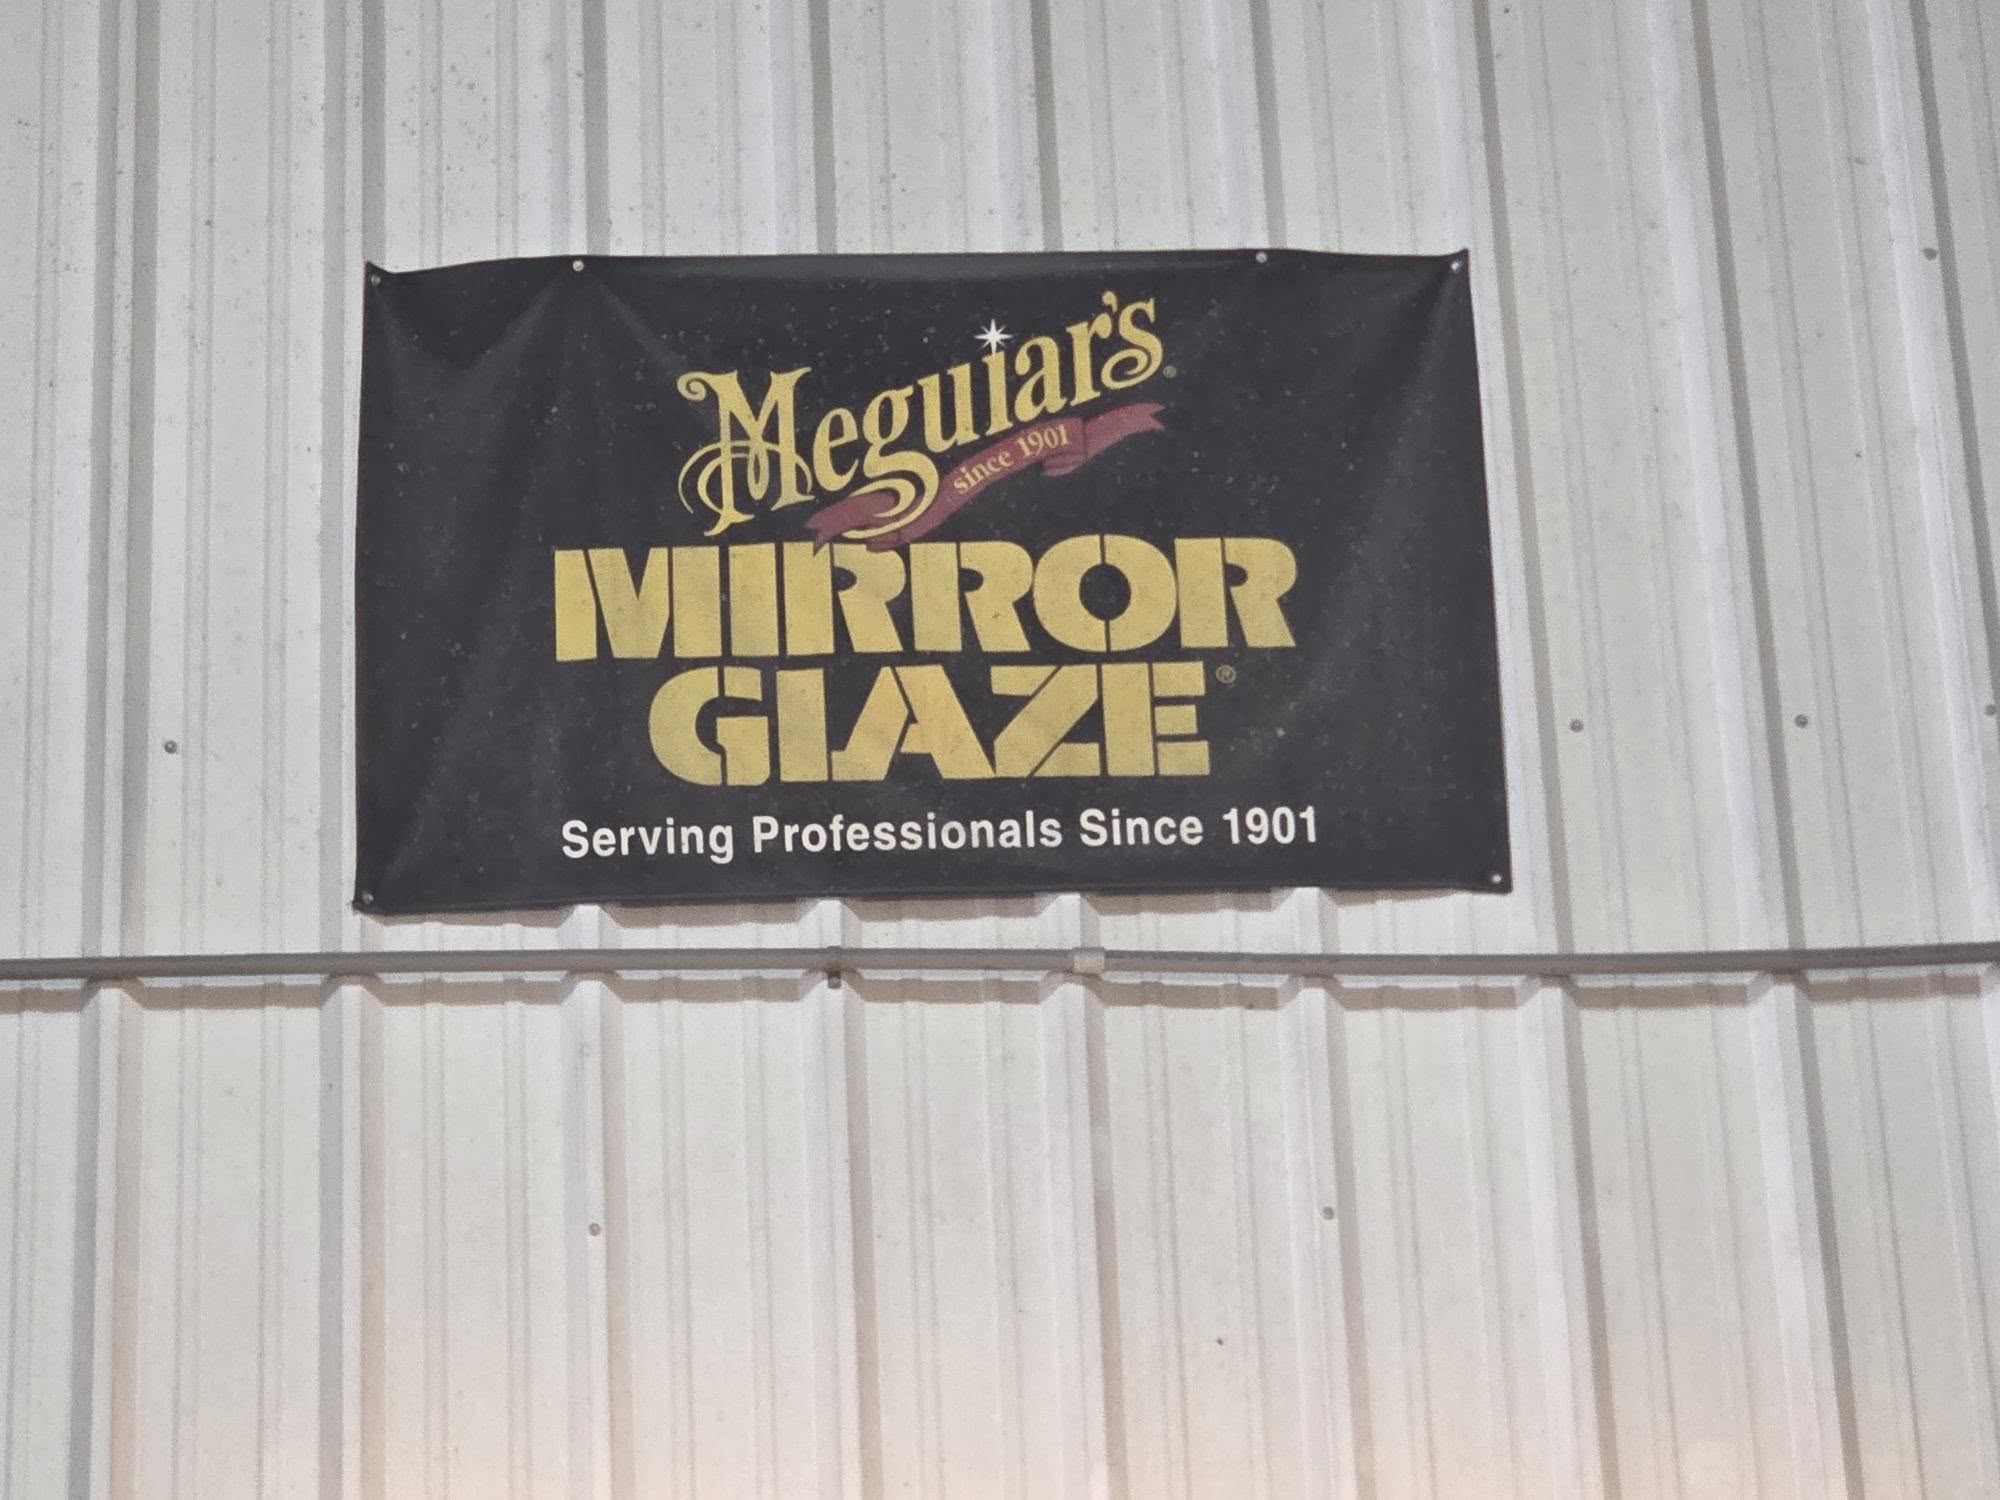 Meguiar's®
since 1901
MIRROR
GLAZE®
Serving Professionals Since 1901